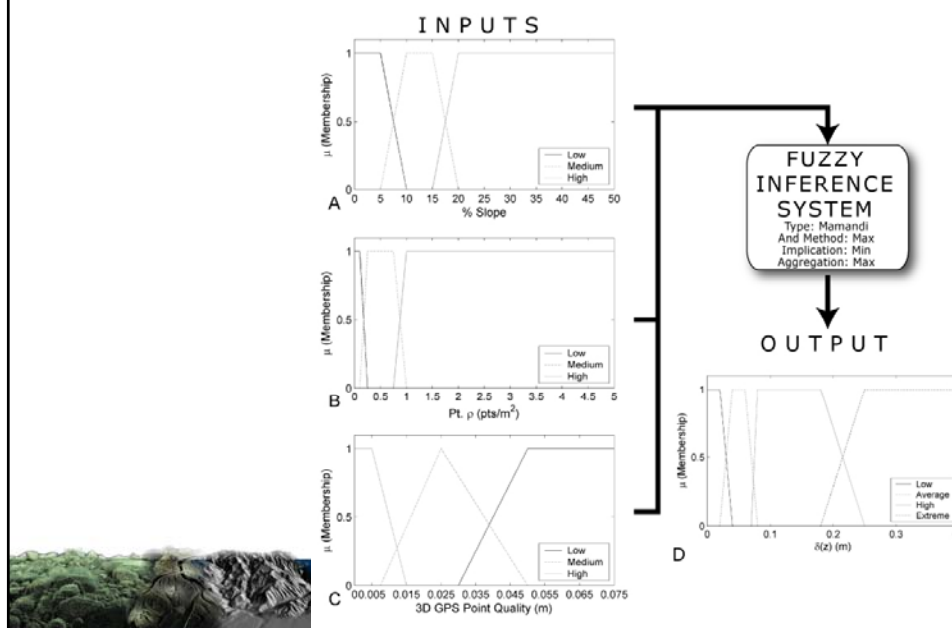 INPUTS
1
0.5
0
μ (Membership)
Low
Medium
High
0 5 10 15 20 25 30 35 40 45 50
% Slope
A
1
0.5
0
μ (Membership)
Low
Medium
High
0 0.5 1 1.5 2 2.5 3 3.5 4 4.5 5
Pt. ρ (pts/m²)
B
1
0.5
0
μ (Membership)
Low
Medium
High
0 0.005 0.015 0.025 0.035 0.045 0.055 0.065 0.075
3D GPS Point Quality (m)
C
FUZZY
INFERENCE
SYSTEM
Type: Mamandi
And Method: Max
Implication: Min
Aggregation: Max
OUTPUT
1
0.5
0
μ (Membership)
Low
Average
High
Extreme
0 0.1 0.2 0.3
δ(z) (m)
D